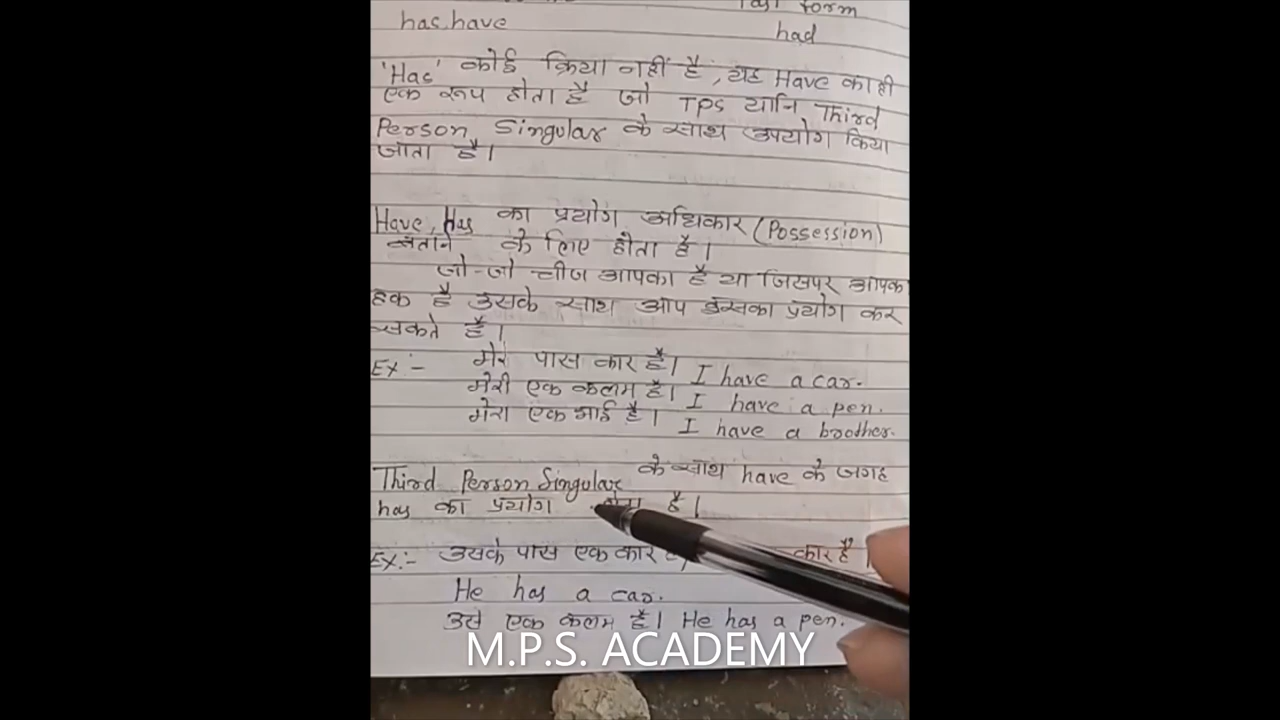 Past form
has have had
'Has' कोई क्रिया नहीं है, यह Have का ही
एक रूप होता है जो TPS यानि Third
Person Singular के साथ उपयोग किया
जाता है।
Have, Has का प्रयोग अधिकार (Possession)
बताने के लिए होता है।
जो-जो चीज आपका है या जिसपर आपक
हक है उसके साथ आप इसका प्रयोग कर
सकते है।
Ex :- मेरे पास कार है। I have a car.
मेरी एक कलम है। I have a pen.
मेरा एक भाई है। I have a brother.
Third Person Singular के साथ have के जगह
has का प्रयोग होता है।
Ex:- उसके पास एक कार कार है।
He has a car.
उसे एक कलम है। He has a pen.
M.P.S. ACADEMY